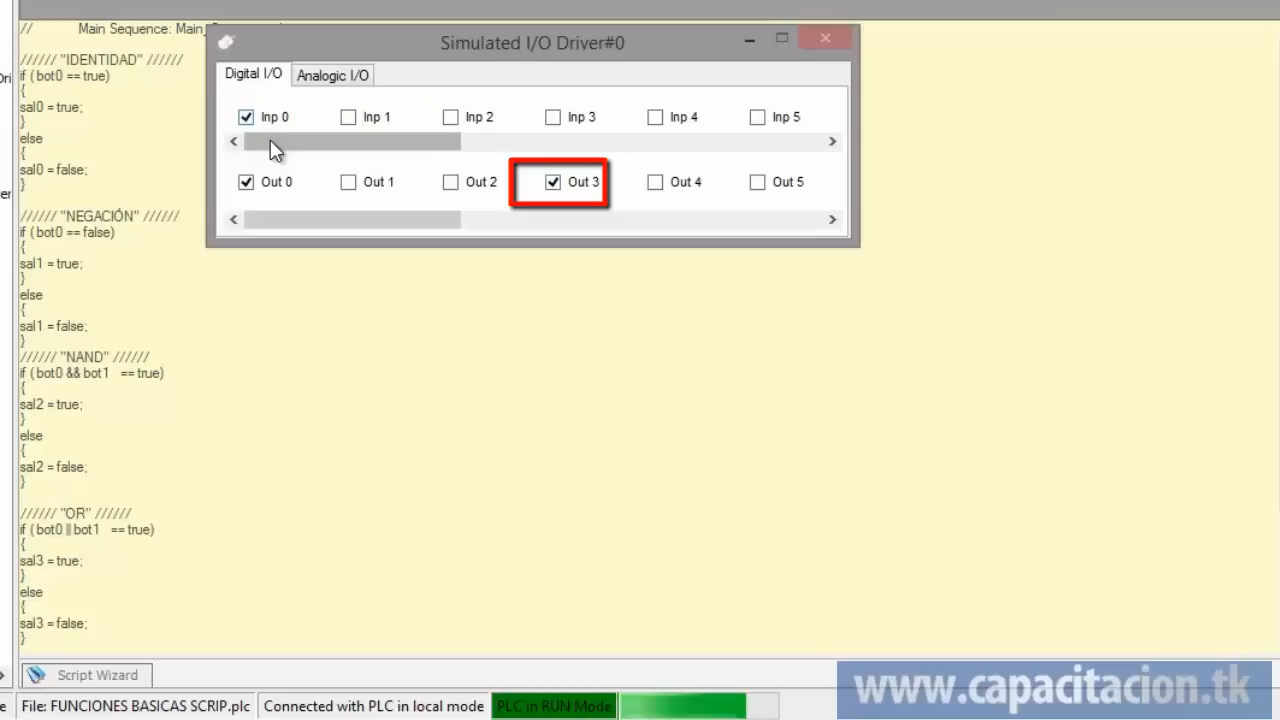 // Main Sequence: Main_
Simulated I/O Driver#0
Digital I/O Analogic I/O
Inp 0 Inp 1 Inp 2 Inp 3 Inp 4 Inp 5
Out 0 Out 1 Out 2 Out 3 Out 4 Out 5
////// "IDENTIDAD" //////
if ( bot0 == true)
{
sal0 = true;
}
else
{
sal0 = false;
}
////// "NEGACIÓN" //////
if ( bot0 == false)
{
sal1 = true;
}
else
{
sal1 = false;
}
////// "NAND" //////
if ( bot0 && bot1 == true)
{
sal2 = true;
}
else
{
sal2 = false;
}
////// "OR" //////
if ( bot0 || bot1 == true)
{
sal3 = true;
}
else
{
sal3 = false;
}
Script Wizard
File: FUNCIONES BASICAS SCRIP.plc Connected with PLC in local mode PLC in RUN Mode
www.capacitacion.tk